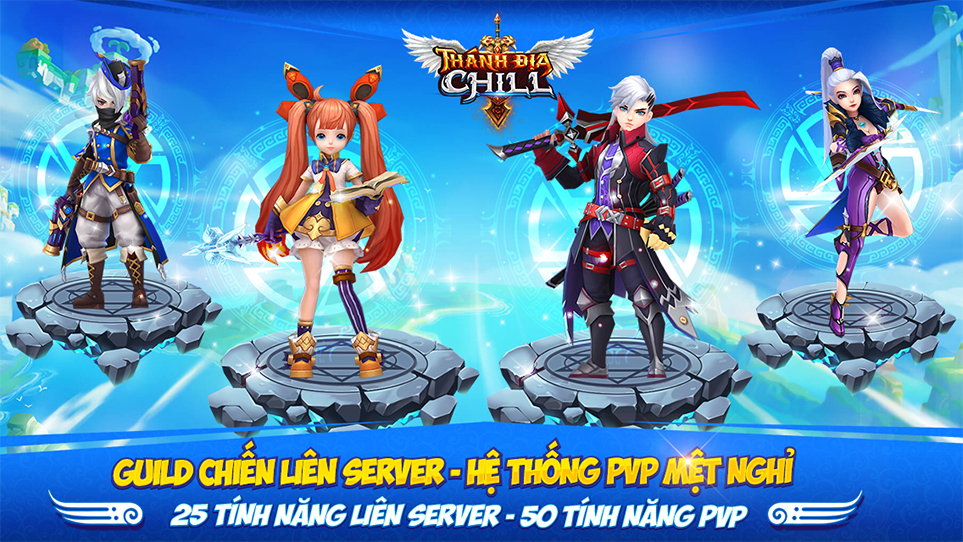 THÁNH ĐỊA
CHILL
GUILD CHIẾN LIÊN SERVER - HỆ THỐNG PVP MỆT NGHỈ
25 TÍNH NĂNG LIÊN SERVER - 50 TÍNH NĂNG PVP